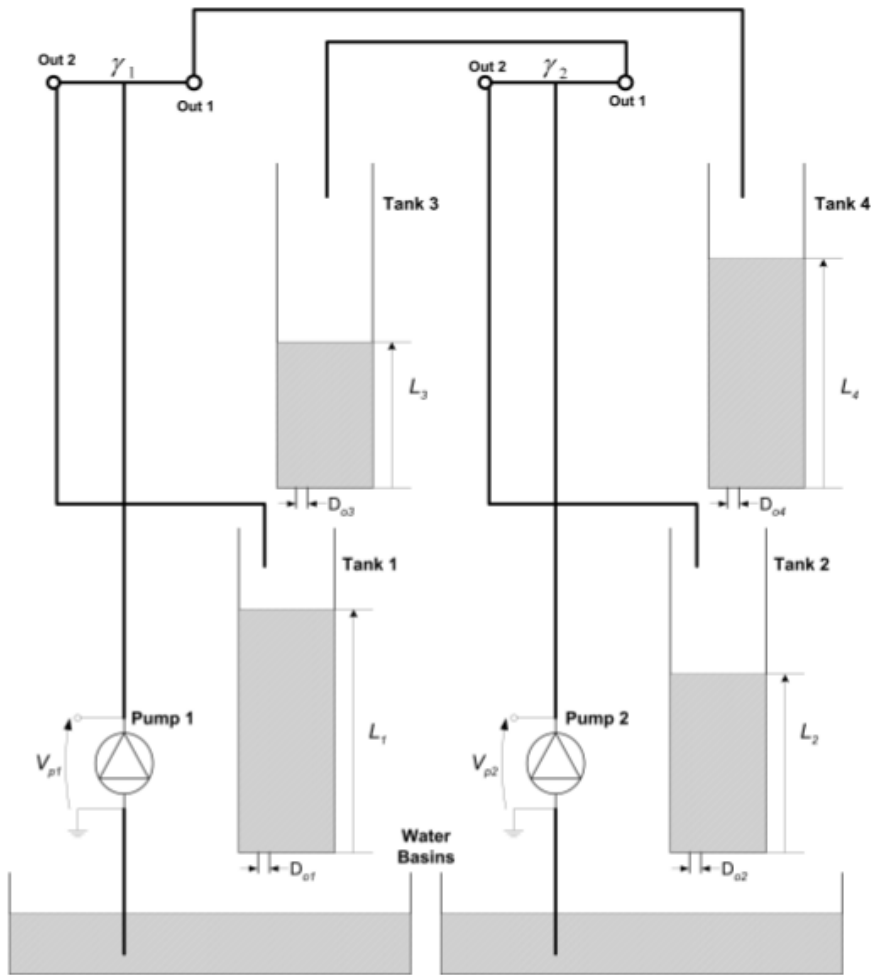 Out 2
γ₁
Out 1
Out 2
γ₂
Out 1
Tank 3
Tank 4
L₃
L₄
Dₒ₃
Dₒ₄
Tank 1
Tank 2
Pump 1
Pump 2
Vₚ₁
L₁
Vₚ₂
L₂
Water
Basins
Dₒ₁
Dₒ₂